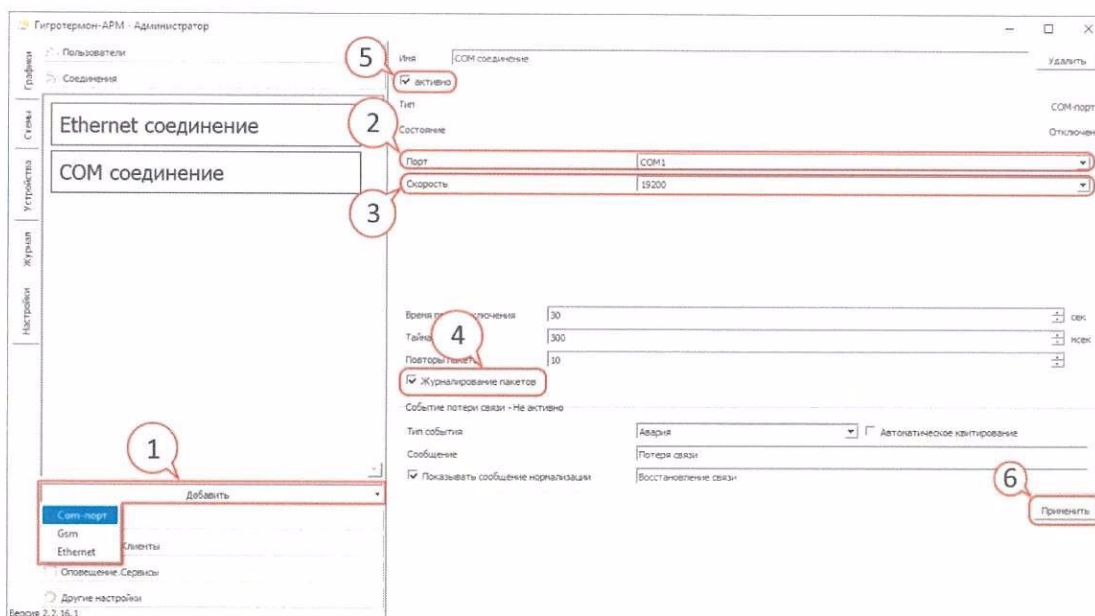 Гигротермон-АРМ - Администратор
Графики
Схемы
Устройства
Журнал
Настройки
Пользователи
Соединения
Ethernet соединение
COM соединение
1
Добавить
Com-порт
Gsm
Ethernet
Клиенты
Оповещение.Сервисы
Другие настройки
Версия 2.2.16.1
5
Имя COM соединение Удалить
активно
Тип COM-порт
2
Состояние Отключен
Порт COM1
Скорость 19200
3
Время 30 сек
300 мсек
4
Повторы 10
Журналирование пакетов
Событие потери связи - Не активно
Тип события Авария Автоматическое квитирование
Сообщение Потеря связи
Показывать сообщение нормализации Восстановление связи
6
Применить